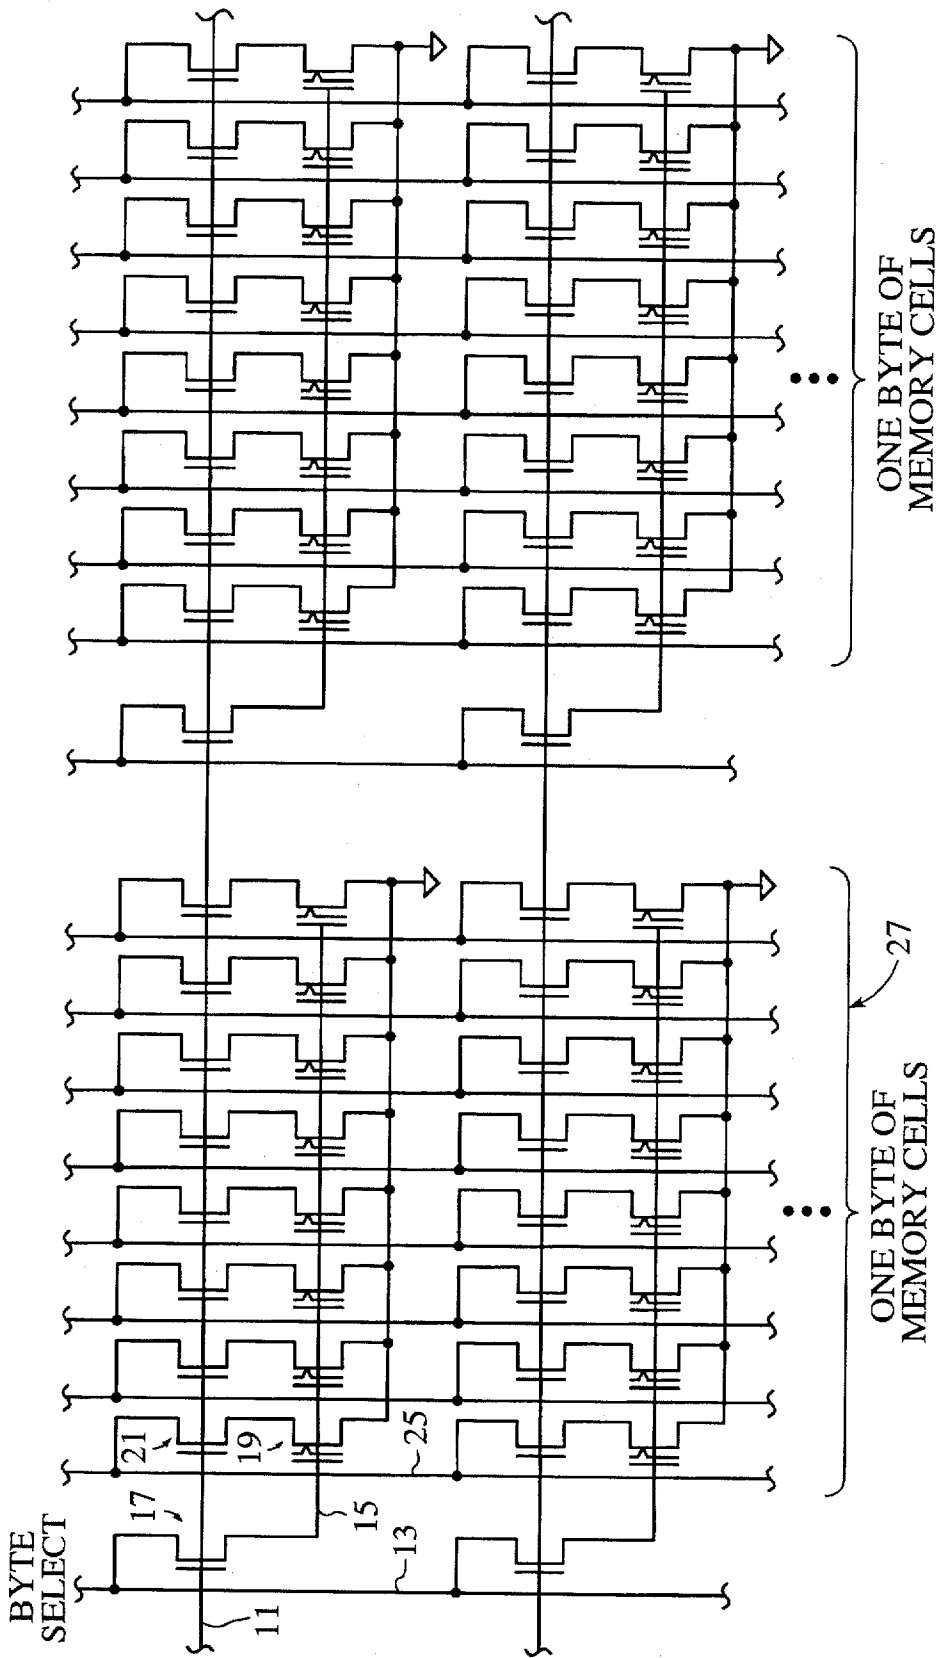 BYTE
SELECT
11
13
17
15
21
19
25
27
ONE BYTE OF
MEMORY CELLS
ONE BYTE OF
MEMORY CELLS